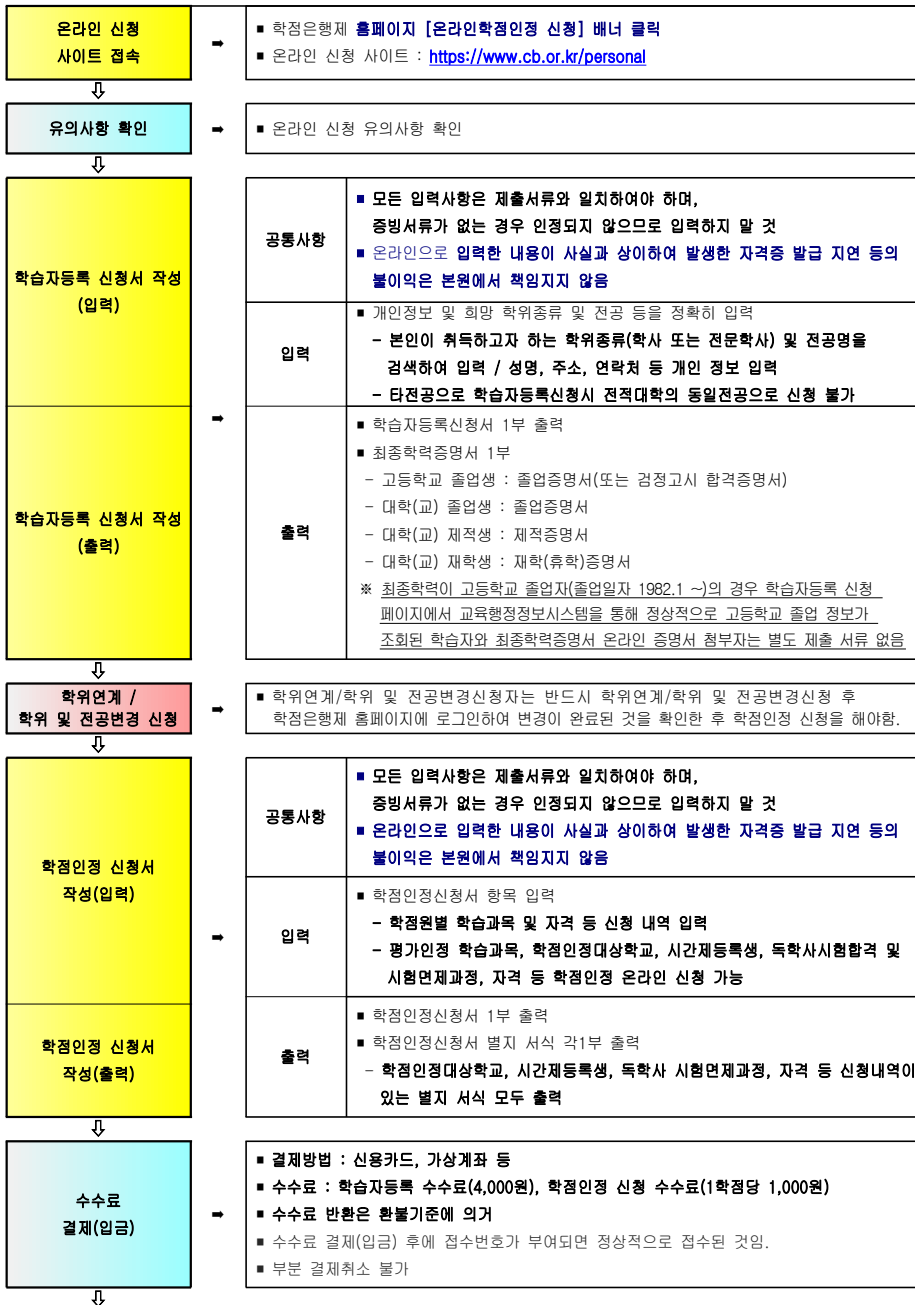 온라인 신청
사이트 접속
➡
■ 학점은행제 홈페이지 [온라인학점인정 신청] 배너 클릭
■ 온라인 신청 사이트 : https://www.cb.or.kr/personal
⇩
유의사항 확인
➡
■ 온라인 신청 유의사항 확인
⇩
학습자등록 신청서 작성
(입력)
학습자등록 신청서 작성
(출력)
➡
공통사항
■ 모든 입력사항은 제출서류와 일치하여야 하며,
증빙서류가 없는 경우 인정되지 않으므로 입력하지 말 것
■ 온라인으로 입력한 내용이 사실과 상이하여 발생한 자격증 발급 지연 등의
불이익은 본원에서 책임지지 않음
입력
■ 개인정보 및 희망 학위종류 및 전공 등을 정확히 입력
- 본인이 취득하고자 하는 학위종류(학사 또는 전문학사) 및 전공명을
검색하여 입력 / 성명, 주소, 연락처 등 개인 정보 입력
- 타전공으로 학습자등록신청시 전적대학의 동일전공으로 신청 불가
출력
■ 학습자등록신청서 1부 출력
■ 최종학력증명서 1부
- 고등학교 졸업생 : 졸업증명서(또는 검정고시 합격증명서)
- 대학(교) 졸업생 : 졸업증명서
- 대학(교) 제적생 : 제적증명서
- 대학(교) 재학생 : 재학(휴학)증명서
※ 최종학력이 고등학교 졸업자(졸업일자 1982.1 ~)의 경우 학습자등록 신청
페이지에서 교육행정정보시스템을 통해 정상적으로 고등학교 졸업 정보가
조회된 학습자와 최종학력증명서 온라인 증명서 첨부자는 별도 제출 서류 없음
⇩
학위연계 /
학위 및 전공변경 신청
➡
■ 학위연계/학위 및 전공변경신청자는 반드시 학위연계/학위 및 전공변경신청 후
학점은행제 홈페이지에 로그인하여 변경이 완료된 것을 확인한 후 학점인정 신청을 해야함.
⇩
학점인정 신청서
작성(입력)
학점인정 신청서
작성(출력)
➡
공통사항
■ 모든 입력사항은 제출서류와 일치하여야 하며,
증빙서류가 없는 경우 인정되지 않으므로 입력하지 말 것
■ 온라인으로 입력한 내용이 사실과 상이하여 발생한 자격증 발급 지연 등의
불이익은 본원에서 책임지지 않음
입력
■ 학점인정신청서 항목 입력
- 학점원별 학습과목 및 자격 등 신청 내역 입력
- 평가인정 학습과목, 학점인정대상학교, 시간제등록생, 독학사시험합격 및
시험면제과정, 자격 등 학점인정 온라인 신청 가능
출력
■ 학점인정신청서 1부 출력
■ 학점인정신청서 별지 서식 각1부 출력
- 학점인정대상학교, 시간제등록생, 독학사 시험면제과정, 자격 등 신청내역이
있는 별지 서식 모두 출력
⇩
수수료
결제(입금)
➡
■ 결제방법 : 신용카드, 가상계좌 등
■ 수수료 : 학습자등록 수수료(4,000원), 학점인정 신청 수수료(1학점당 1,000원)
■ 수수료 반환은 환불기준에 의거
■ 수수료 결제(입금) 후에 접수번호가 부여되면 정상적으로 접수된 것임.
■ 부분 결제취소 불가
⇩